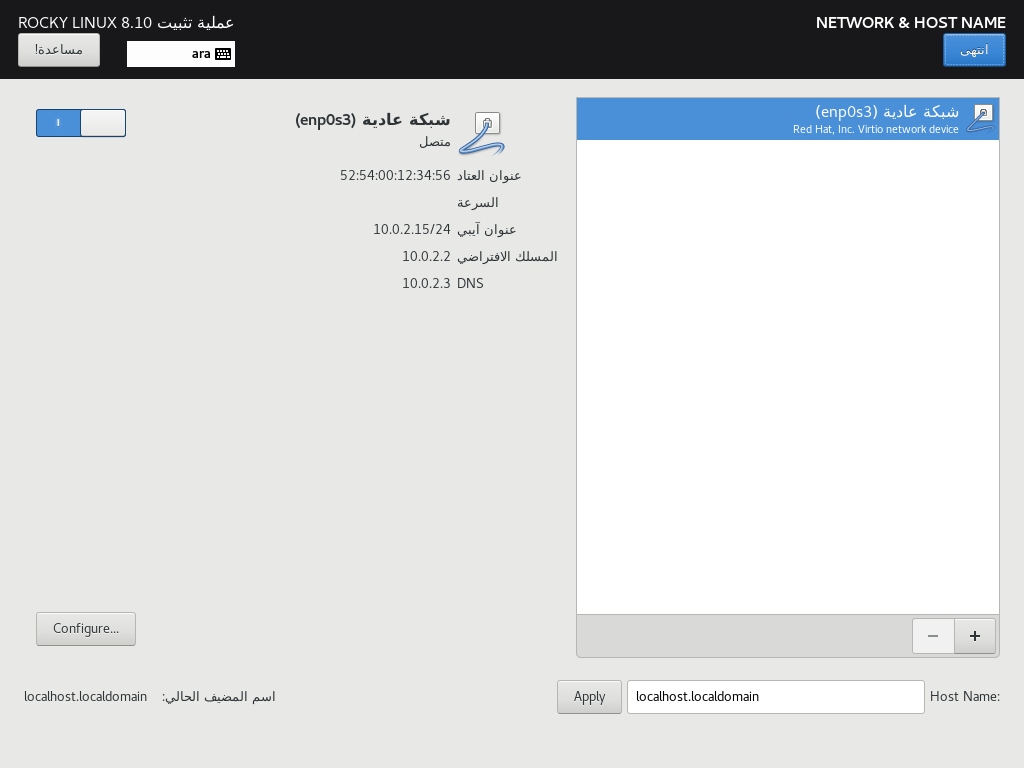 NETWORK & HOST NAME
عملية تثبيت ROCKY LINUX 8.10
انتهى
ara
مساعدة!
شبكة عادية (enp0s3)
Red Hat, Inc. Virtio network device
شبكة عادية (enp0s3)
متصل
عنوان العتاد 52:54:00:12:34:56
السرعة
عنوان آيبي 10.0.2.15/24
المسلك الافتراضي 10.0.2.2
DNS 10.0.2.3
Configure...
Host Name:
localhost.localdomain
Apply
اسم المضيف الحالي: localhost.localdomain